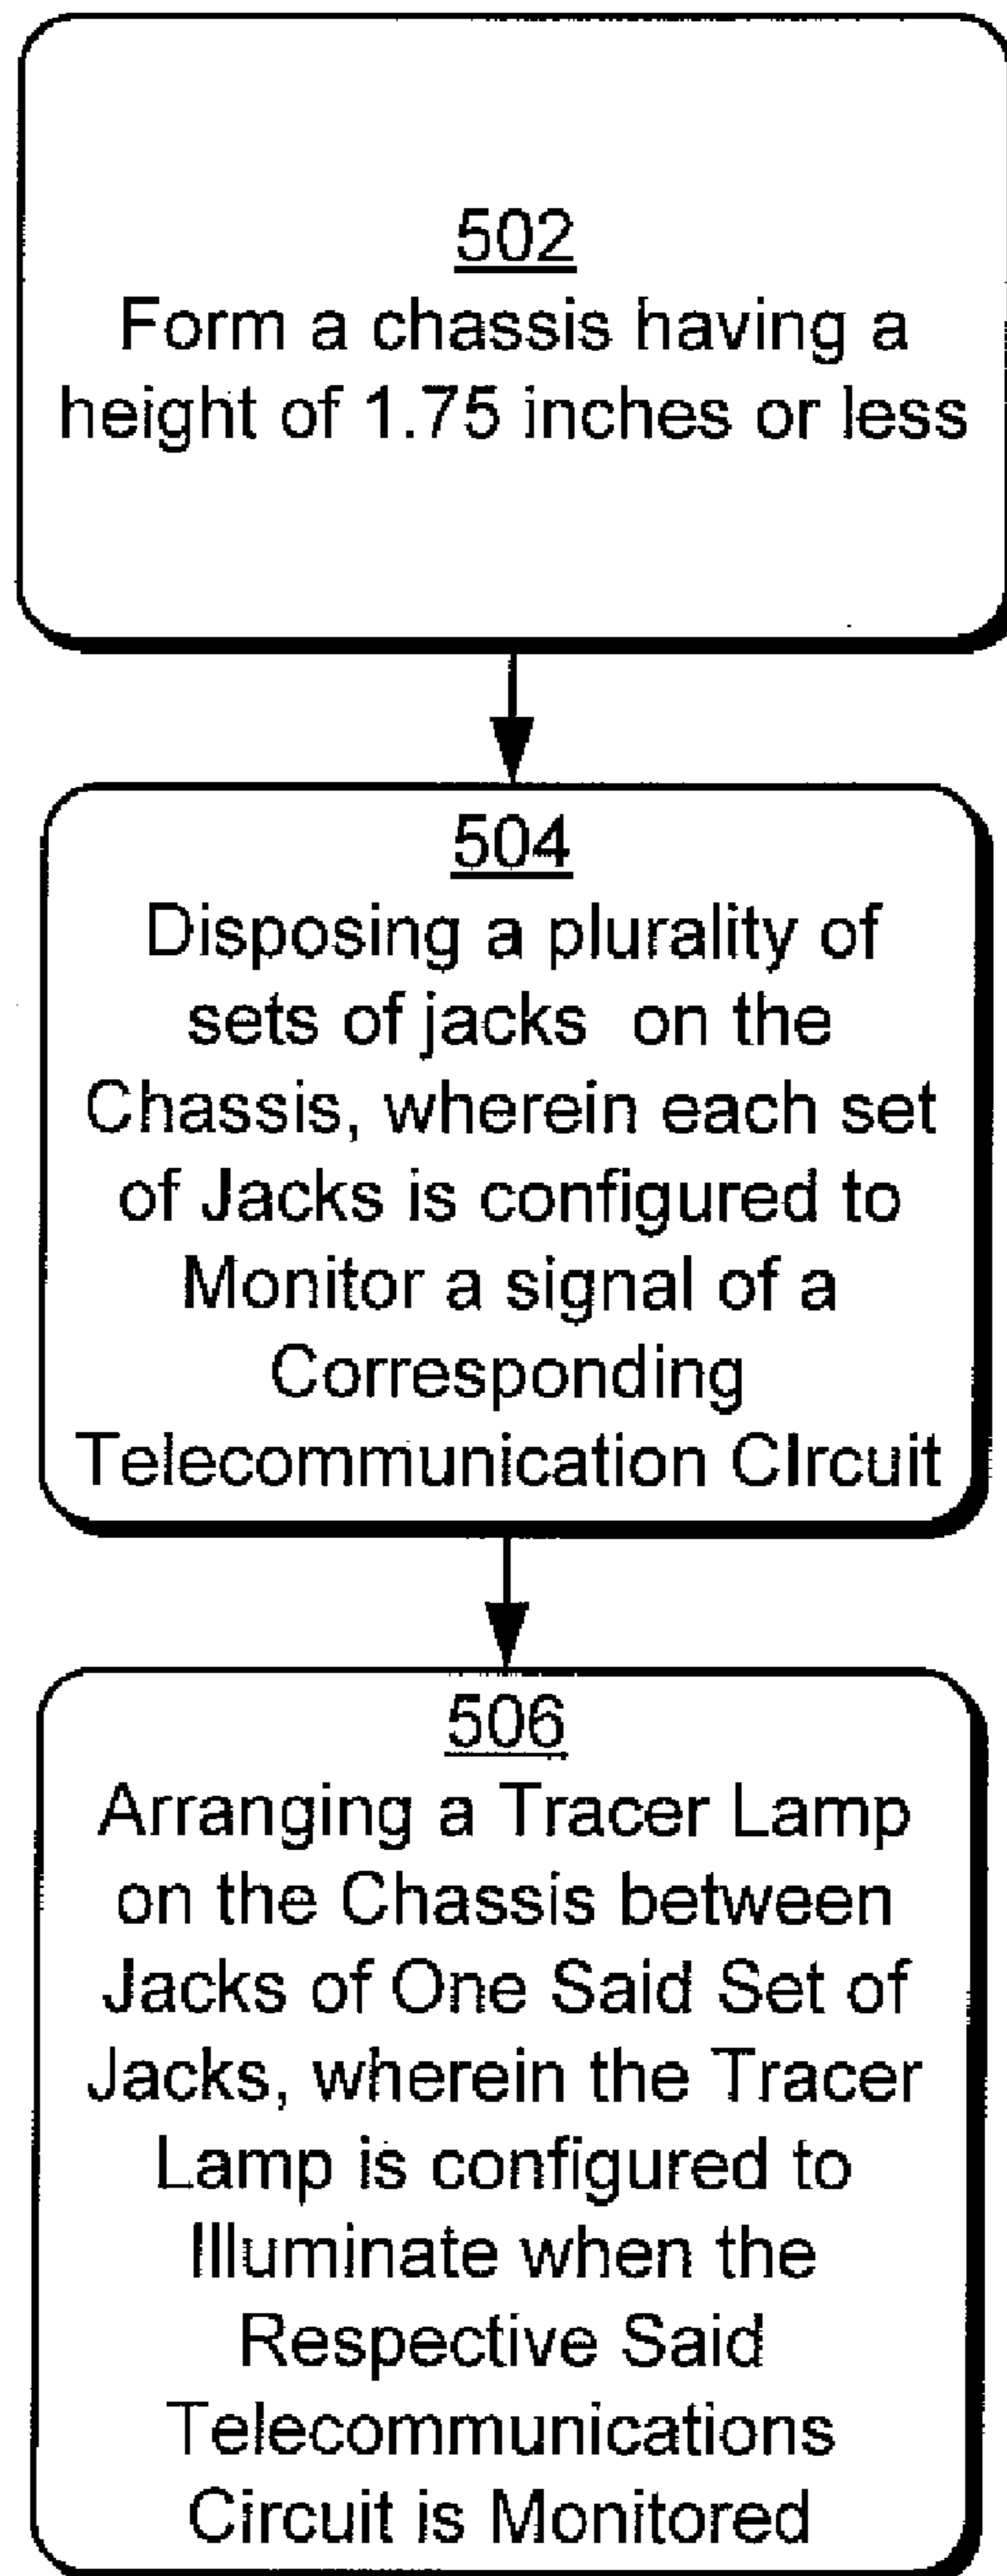 502
Form a chassis having a
height of 1.75 inches or less
504
Disposing a plurality of
sets of jacks on the
Chassis, wherein each set
of Jacks is configured to
Monitor a signal of a
Corresponding
Telecommunication CIrcuit
506
Arranging a Tracer Lamp
on the Chassis between
Jacks of One Said Set of
Jacks, wherein the Tracer
Lamp is configured to
Illuminate when the
Respective Said
Telecommunications
Circuit is Monitored